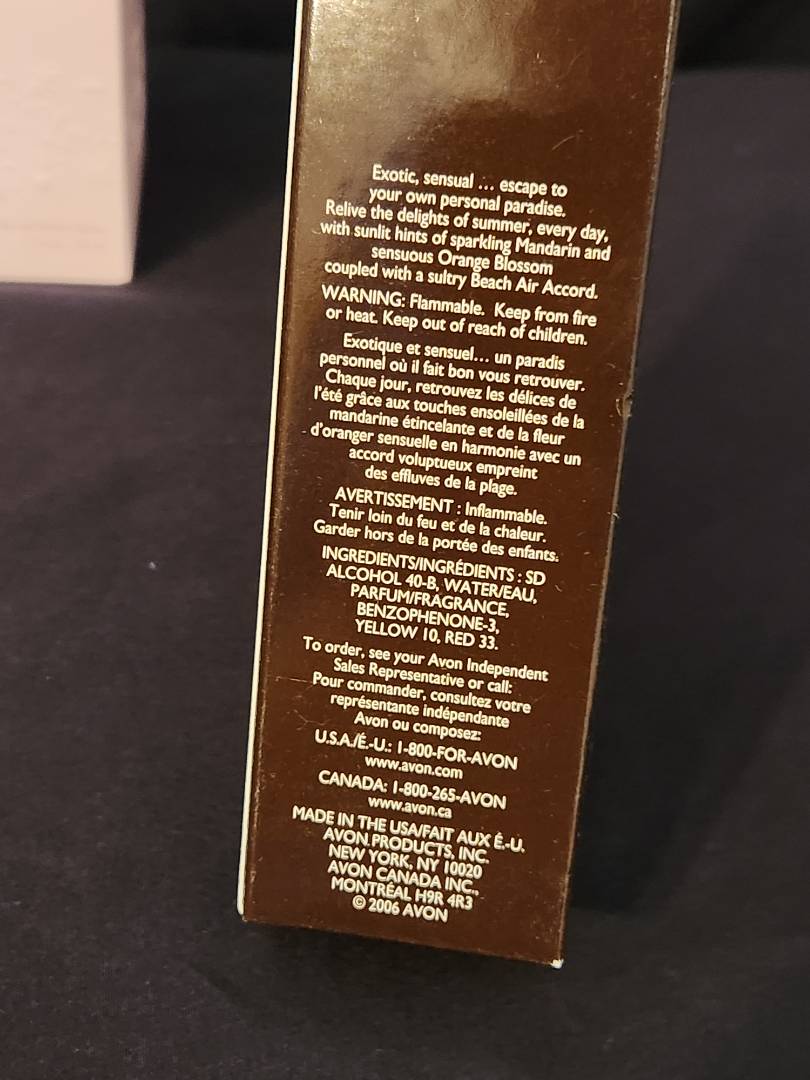 Exotic, sensual ... escape to
your own personal paradise.
Relive the delights of summer, every day,
with sunlit hints of sparkling Mandarin and
sensuous Orange Blossom
coupled with a sultry Beach Air Accord.
WARNING: Flammable. Keep from fire
or heat. Keep out of reach of children.
Exotique et sensuel... un paradis
personnel où il fait bon vous retrouver.
Chaque jour, retrouvez les délices de
l'été grâce aux touches ensoleillées de la
mandarine étincelante et de la fleur
d'oranger sensuelle en harmonie avec un
accord voluptueux empreint
des effluves de la plage.
AVERTISSEMENT : Inflammable.
Tenir loin du feu et de la chaleur.
Garder hors de la portée des enfants.
INGREDIENTS/INGRÉDIENTS : SD
ALCOHOL 40-B, WATER/EAU,
PARFUM/FRAGRANCE,
BENZOPHENONE-3,
YELLOW 10, RED 33.
To order, see your Avon Independent
Sales Representative or call:
Pour commander, consultez votre
représentante indépendante
Avon ou composez:
U.S.A./É.-U.: 1-800-FOR-AVON
www.avon.com
CANADA: 1-800-265-AVON
www.avon.ca
MADE IN THE USA/FAIT AUX É.-U.
AVON PRODUCTS, INC.
NEW YORK, NY 10020
AVON CANADA INC.,
MONTRÉAL H9R 4R3
© 2006 AVON